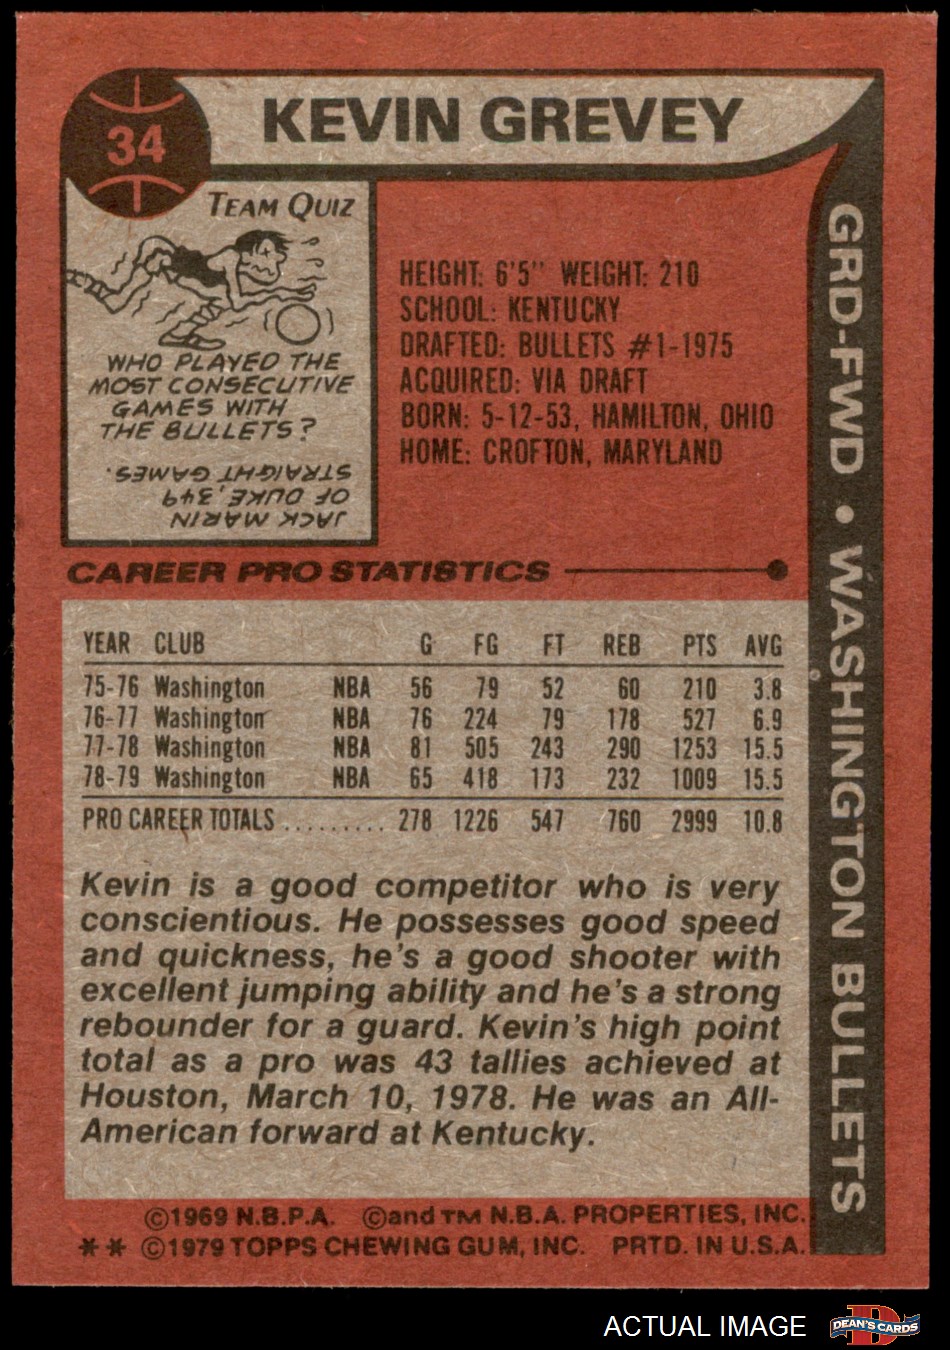 34
KEVIN GREVEY
TEAM QUIZ
WHO PLAYED THE
MOST CONSECUTIVE
GAMES WITH
THE BULLETS?
JACK MARIN
OF DUKE, 349
STRAIGHT GAMES.
HEIGHT: 6'5" WEIGHT: 210
SCHOOL: KENTUCKY
DRAFTED: BULLETS #1-1975
ACQUIRED: VIA DRAFT
BORN: 5-12-53, HAMILTON, OHIO
HOME: CROFTON, MARYLAND
GRD-FWD • WASHINGTON BULLETS
CAREER PRO STATISTICS
YEAR CLUB G FG FT REB PTS AVG
75-76 Washington NBA 56 79 52 60 210 3.8
76-77 Washington NBA 76 224 79 178 527 6.9
77-78 Washington NBA 81 505 243 290 1253 15.5
78-79 Washington NBA 65 418 173 232 1009 15.5
PRO CAREER TOTALS ......... 278 1226 547 760 2999 10.8
Kevin is a good competitor who is very
conscientious. He possesses good speed
and quickness, he's a good shooter with
excellent jumping ability and he's a strong
rebounder for a guard. Kevin's high point
total as a pro was 43 tallies achieved at
Houston, March 10, 1978. He was an All-
American forward at Kentucky.
©1969 N.B.P.A. ©and TM N.B.A. PROPERTIES, INC.
** ©1979 TOPPS CHEWING GUM, INC. PRTD. IN U.S.A.
ACTUAL IMAGE
D
DEAN'S CARDS